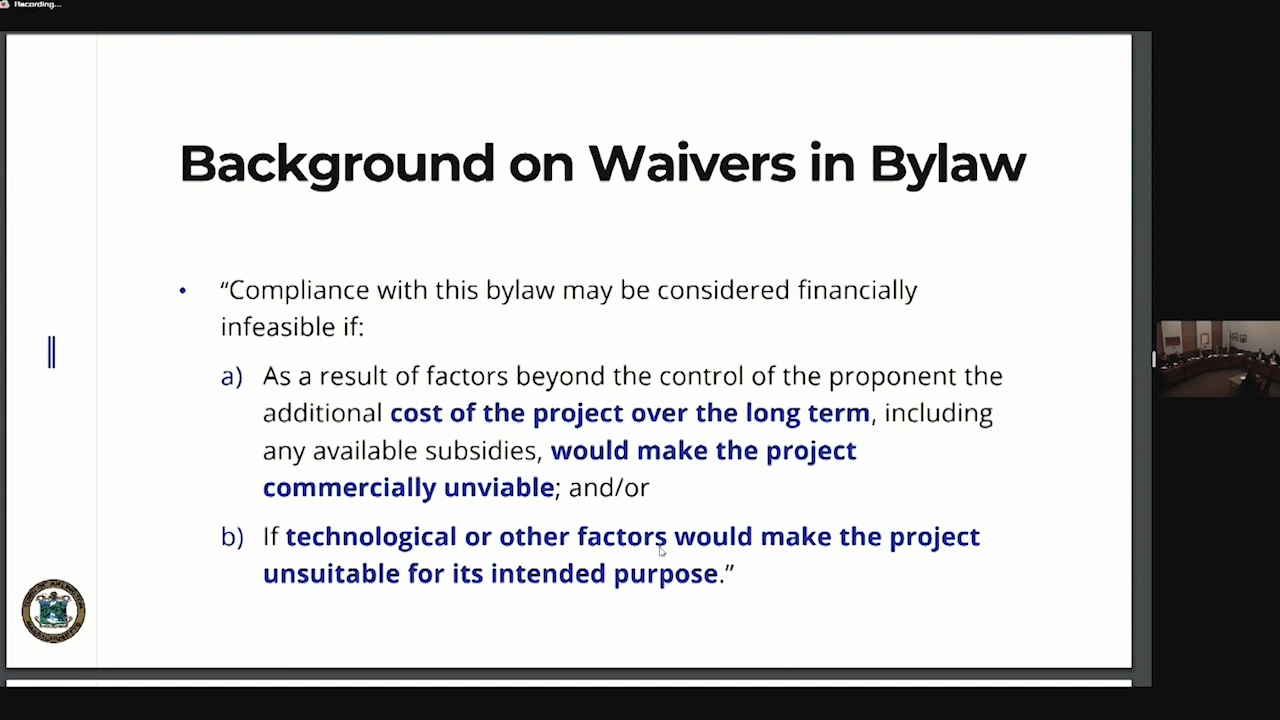 Recording...
Background on Waivers in Bylaw
• “Compliance with this bylaw may be considered financially
infeasible if:
a) As a result of factors beyond the control of the proponent the
additional cost of the project over the long term, including
any available subsidies, would make the project
commercially unviable; and/or
b) If technological or other factors would make the project
unsuitable for its intended purpose.”